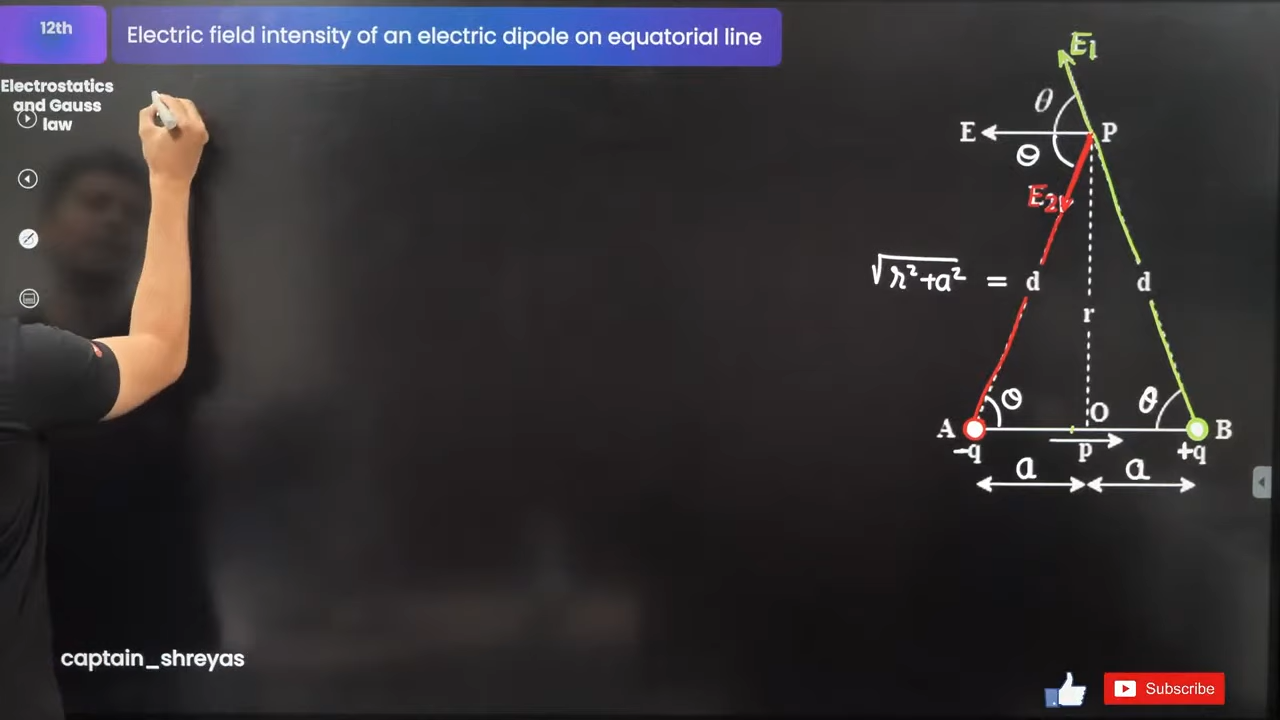 12th
Electric field intensity of an electric dipole on equatorial line
Electrostatics
and Gauss
law
E₁
θ
E
P
θ
E₂
√r²+a² = d
d
r
A
θ
O
θ
B
-q
p
+q
a
a
captain_shreyas
Subscribe